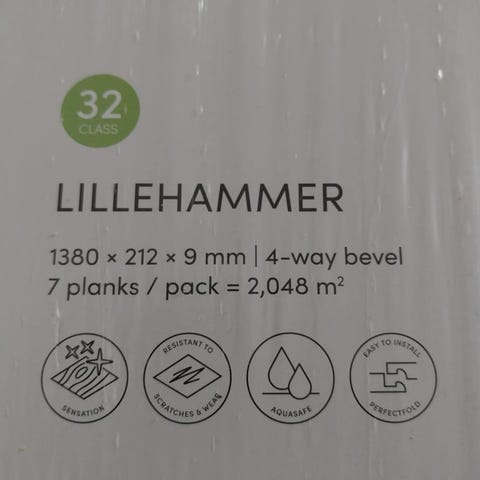 32
CLASS
LILLEHAMMER
1380 × 212 × 9 mm | 4-way bevel
7 planks / pack = 2,048 m²
SENSATION
RESISTANT TO
SCRATCHES & WEAR
AQUASAFE
EASY TO INSTALL
PERFECTFOLD